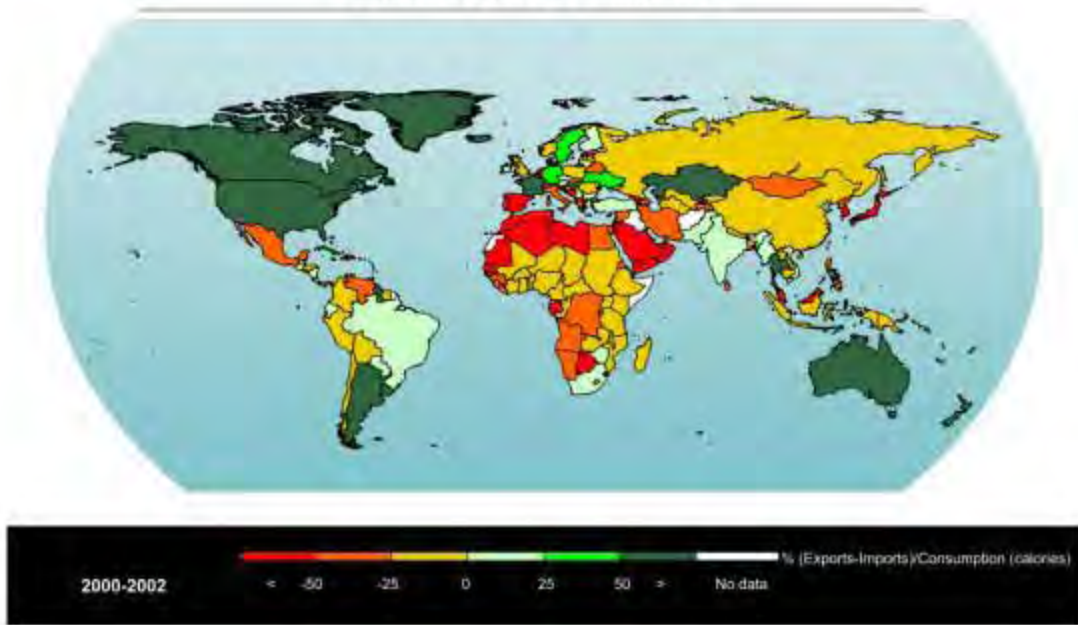 % (Exports-Imports)/Consumption (calories)
2000-2002 < -50 -25 0 25 50 > No data